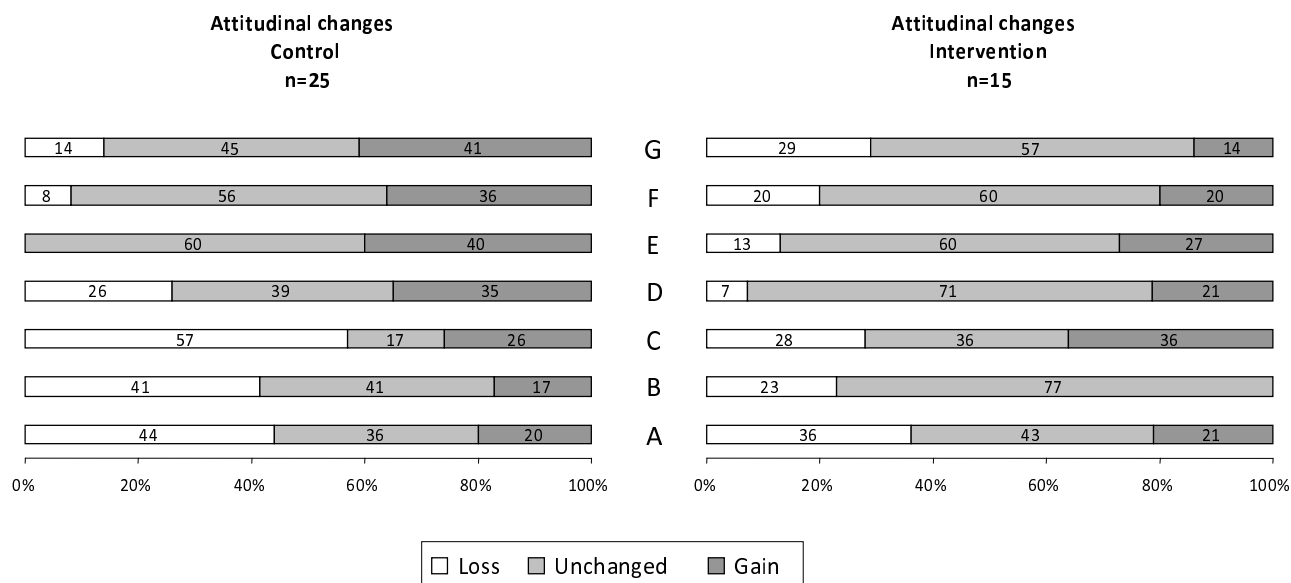 Attitudinal changes
Control
n=25
Attitudinal changes
Intervention
n=15
14 45 41 G 29 57 14
8 56 36 F 20 60 20
60 40 E 13 60 27
26 39 35 D 7 71 21
57 17 26 C 28 36 36
41 41 17 B 23 77
44 36 20 A 36 43 21
0% 20% 40% 60% 80% 100% 0% 20% 40% 60% 80% 100%
Loss Unchanged Gain